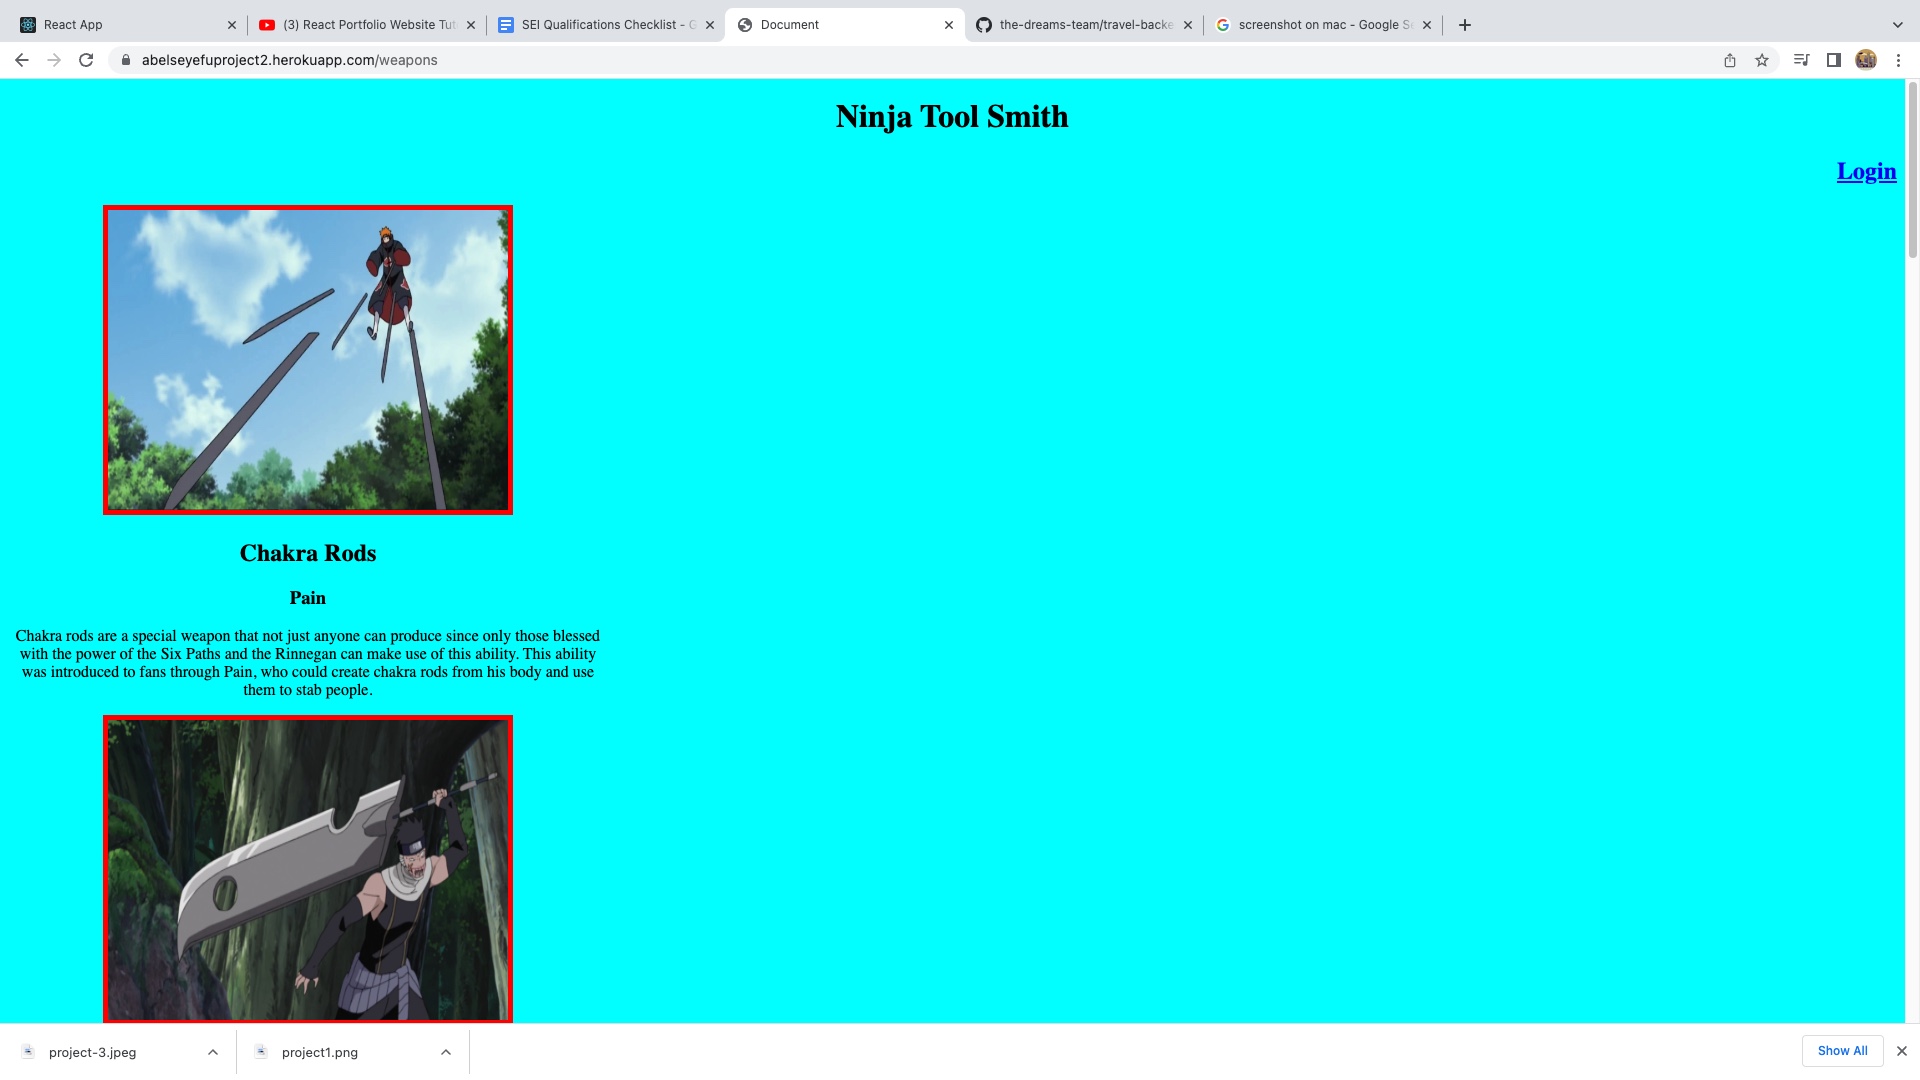 React App
(3) React Portfolio Website Tut
SEI Qualifications Checklist - G
Document
the-dreams-team/travel-backe
screenshot on mac - Google Se
abelseyefuproject2.herokuapp.com/weapons
Ninja Tool Smith
Login
Chakra Rods
Pain
Chakra rods are a special weapon that not just anyone can produce since only those blessed
with the power of the Six Paths and the Rinnegan can make use of this ability. This ability
was introduced to fans through Pain, who could create chakra rods from his body and use
them to stab people.
project-3.jpeg
project1.png
Show All